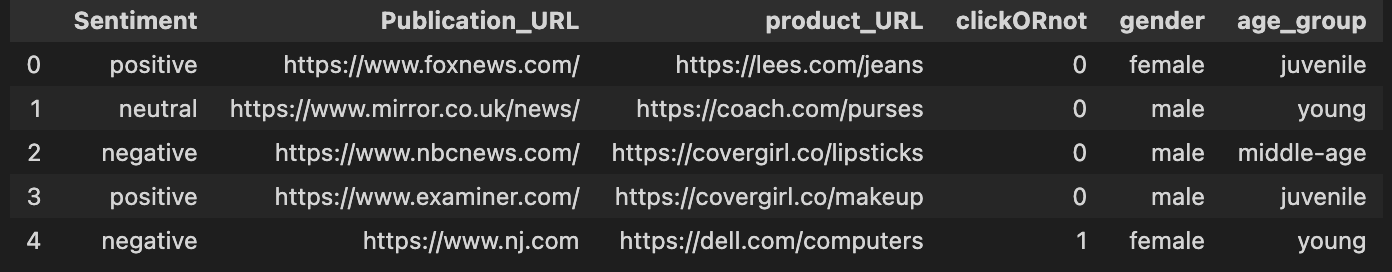 Sentiment Publication_URL product_URL clickORnot gender age_group
0 positive https://www.foxnews.com/ https://lees.com/jeans 0 female juvenile
1 neutral https://www.mirror.co.uk/news/ https://coach.com/purses 0 male young
2 negative https://www.nbcnews.com/ https://covergirl.co/lipsticks 0 male middle-age
3 positive https://www.examiner.com/ https://covergirl.co/makeup 0 male juvenile
4 negative https://www.nj.com https://dell.com/computers 1 female young